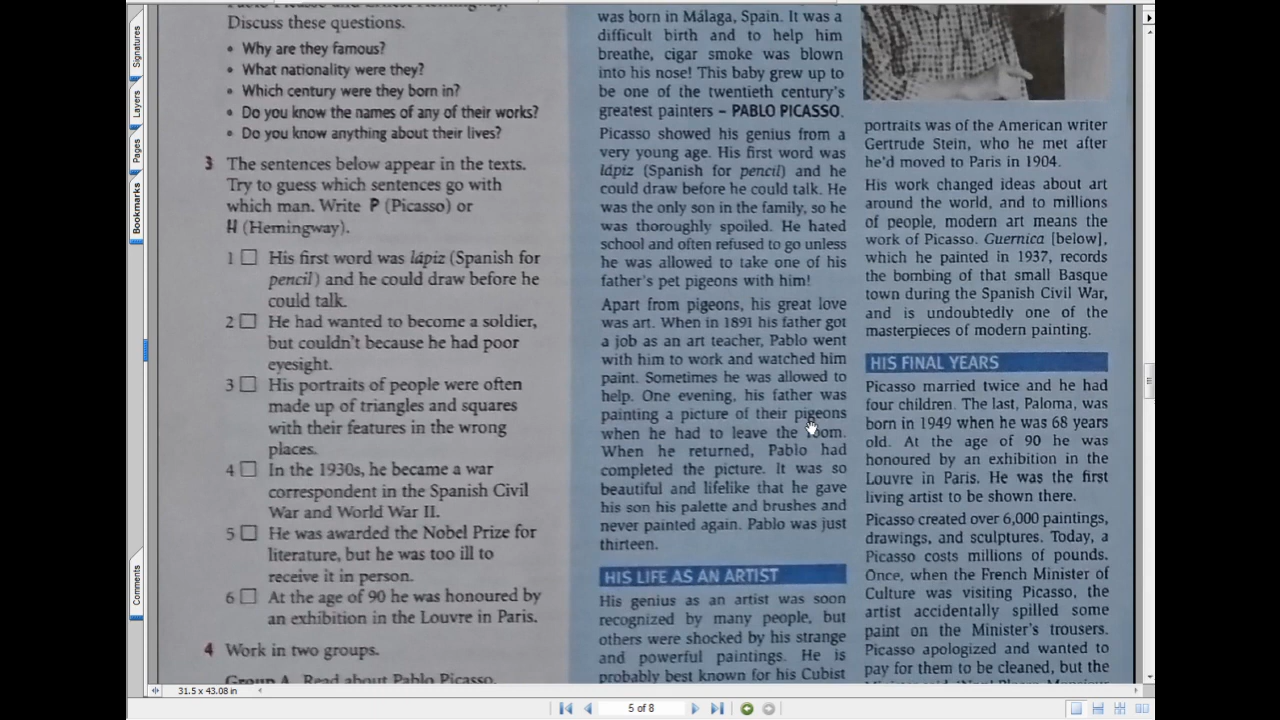 Signatures
Layers
Pages
Bookmarks
Comments
Discuss these questions.
• Why are they famous?
• What nationality were they?
• Which century were they born in?
• Do you know the names of any of their works?
• Do you know anything about their lives?
3 The sentences below appear in the texts.
Try to guess which sentences go with
which man. Write P (Picasso) or
H (Hemingway).
1 His first word was lápiz (Spanish for
pencil) and he could draw before he
could talk.
2 He had wanted to become a soldier,
but couldn't because he had poor
eyesight.
3 His portraits of people were often
made up of triangles and squares
with their features in the wrong
places.
4 In the 1930s, he became a war
correspondent in the Spanish Civil
War and World War II.
5 He was awarded the Nobel Prize for
literature, but he was too ill to
receive it in person.
6 At the age of 90 he was honoured by
an exhibition in the Louvre in Paris.
4 Work in two groups.
Group A Read about Pablo Picasso.
was born in Málaga, Spain. It was a
difficult birth and to help him
breathe, cigar smoke was blown
into his nose! This baby grew up to
be one of the twentieth century's
greatest painters – PABLO PICASSO.
Picasso showed his genius from a
very young age. His first word was
lápiz (Spanish for pencil) and he
could draw before he could talk. He
was the only son in the family, so he
was thoroughly spoiled. He hated
school and often refused to go unless
he was allowed to take one of his
father's pet pigeons with him!
Apart from pigeons, his great love
was art. When in 1891 his father got
a job as an art teacher, Pablo went
with him to work and watched him
paint. Sometimes he was allowed to
help. One evening, his father was
painting a picture of their pigeons
when he had to leave the room.
When he returned, Pablo had
completed the picture. It was so
beautiful and lifelike that he gave
his son his palette and brushes and
never painted again. Pablo was just
thirteen.
HIS LIFE AS AN ARTIST
His genius as an artist was soon
recognized by many people, but
others were shocked by his strange
and powerful paintings. He is
probably best known for his Cubist
portraits was of the American writer
Gertrude Stein, who he met after
he'd moved to Paris in 1904.
His work changed ideas about art
around the world, and to millions
of people, modern art means the
work of Picasso. Guernica [below],
which he painted in 1937, records
the bombing of that small Basque
town during the Spanish Civil War,
and is undoubtedly one of the
masterpieces of modern painting.
HIS FINAL YEARS
Picasso married twice and he had
four children. The last, Paloma, was
born in 1949 when he was 68 years
old. At the age of 90 he was
honoured by an exhibition in the
Louvre in Paris. He was the first
living artist to be shown there.
Picasso created over 6,000 paintings,
drawings, and sculptures. Today, a
Picasso costs millions of pounds.
Once, when the French Minister of
Culture was visiting Picasso, the
artist accidentally spilled some
paint on the Minister's trousers.
Picasso apologized and wanted to
pay for them to be cleaned, but the
31.5 x 43.08 in
5 of 8